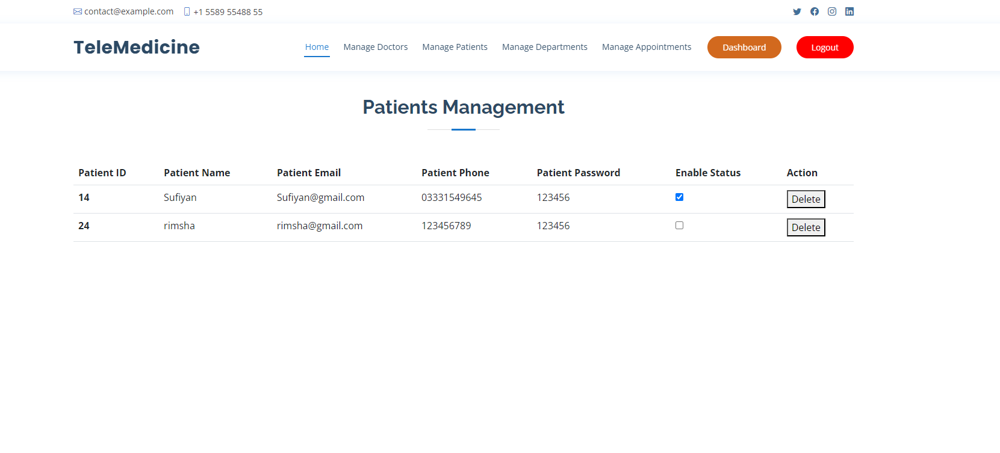 contact@example.com +1 5589 55488 55
TeleMedicine Home Manage Doctors Manage Patients Manage Departments Manage Appointments Dashboard Logout
Patients Management
Patient ID Patient Name Patient Email Patient Phone Patient Password Enable Status Action
14 Sufiyan Sufiyan@gmail.com 03331549645 123456 Delete
24 rimsha rimsha@gmail.com 123456789 123456 Delete